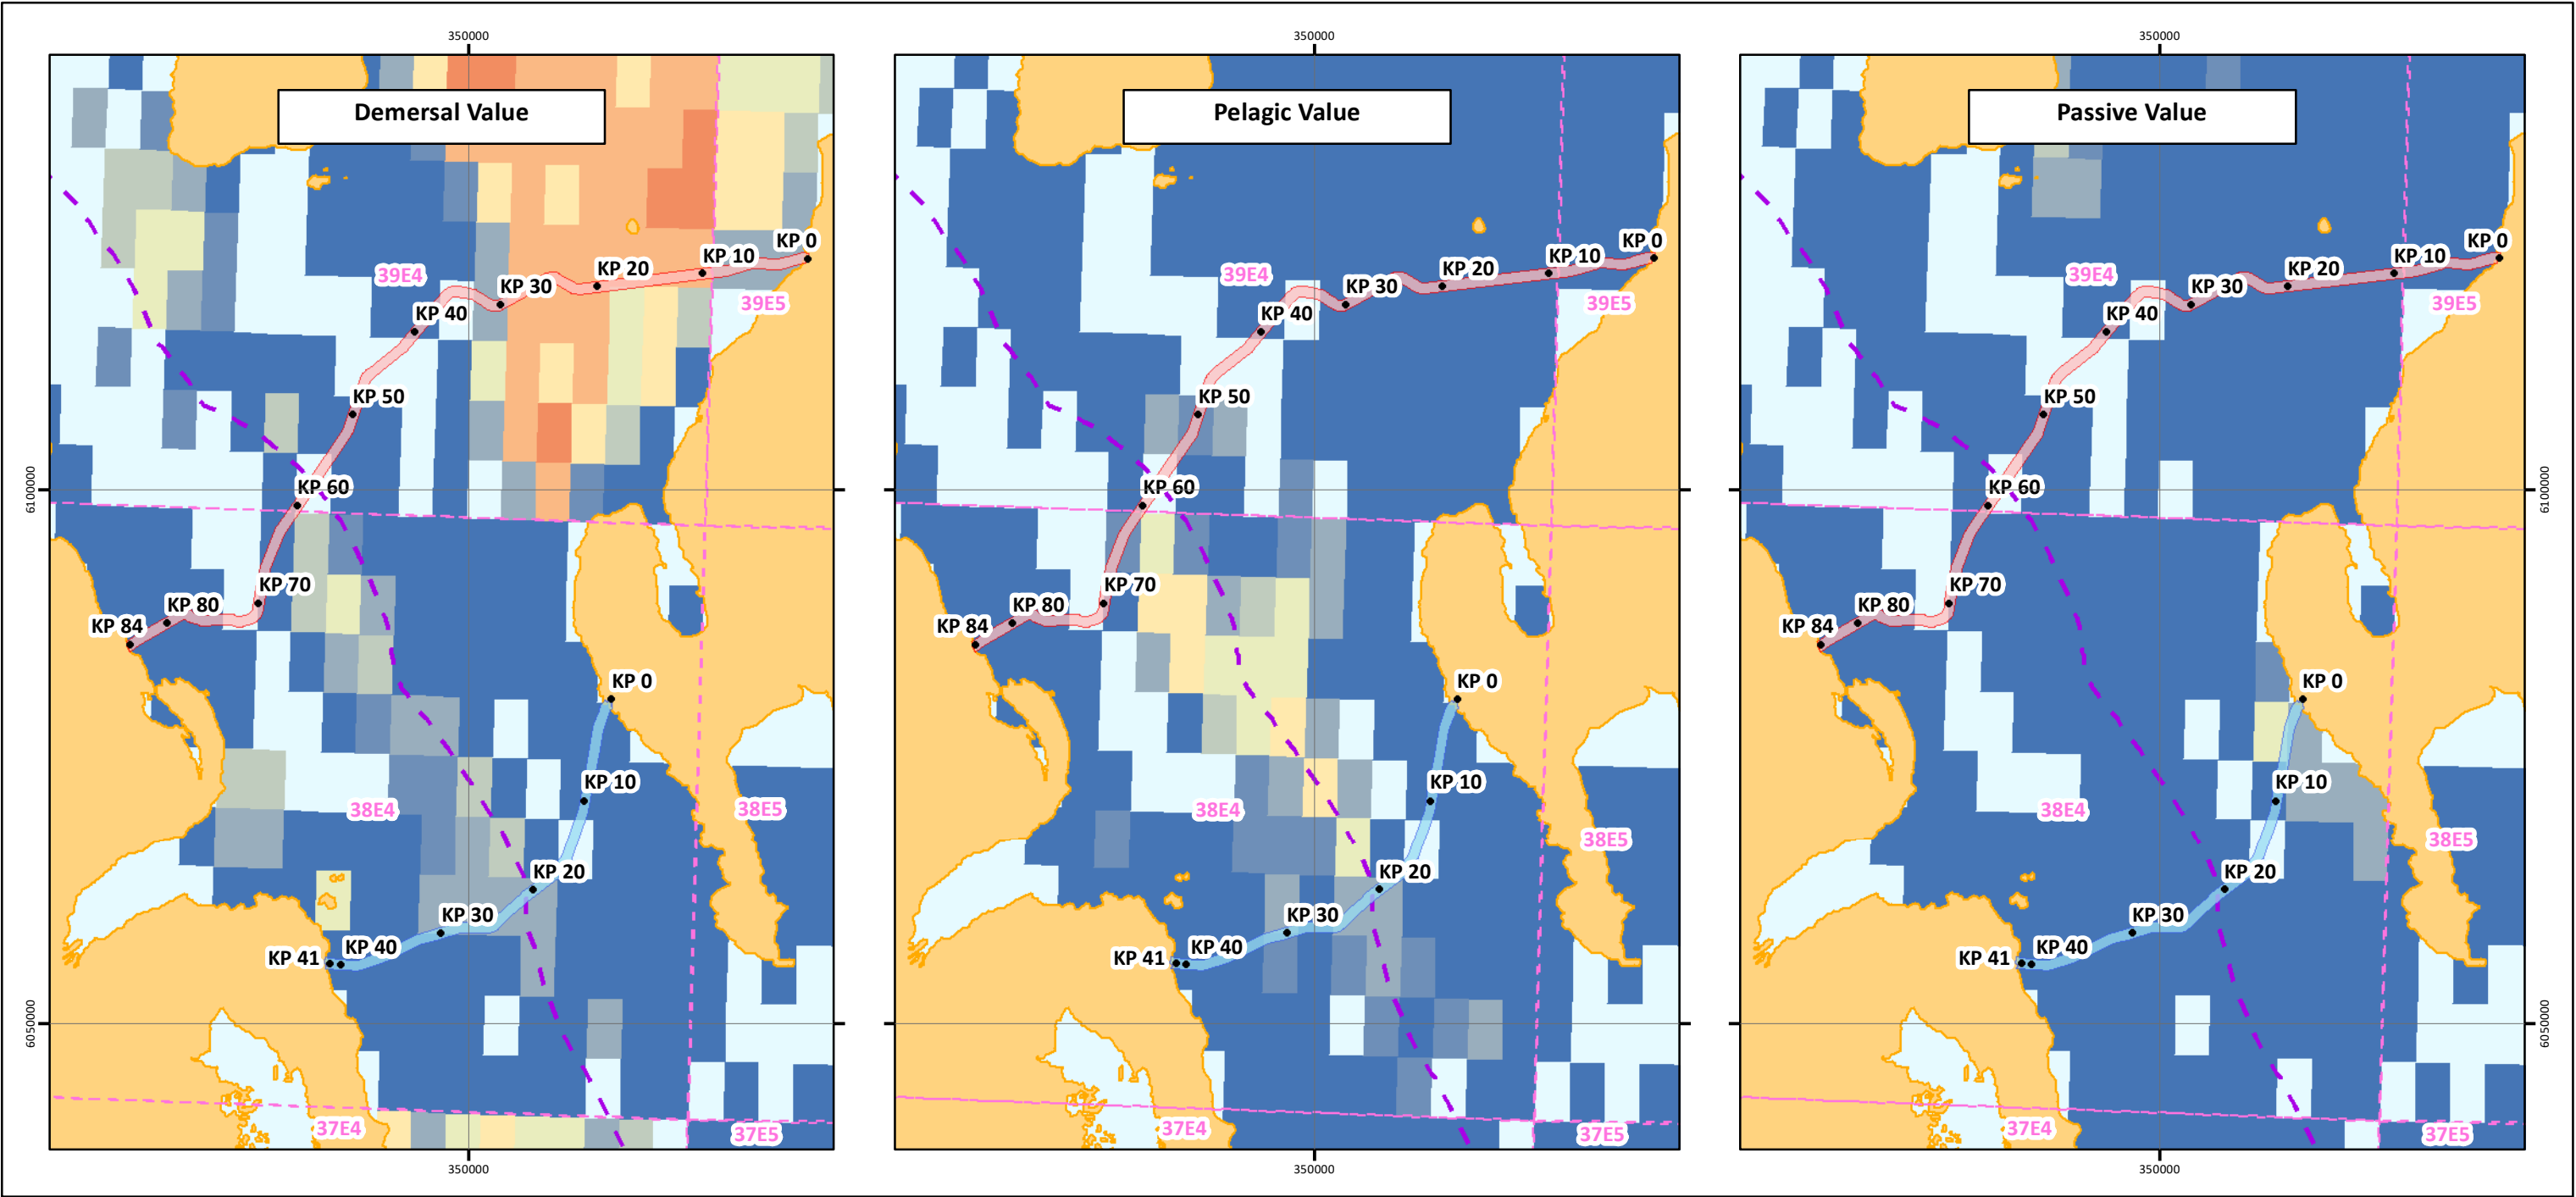 350000
350000
350000
Demersal Value
Pelagic Value
Passive Value
KP 0
KP 10
KP 20
39E4
KP 30
39E5
KP 40
KP 50
6100000
KP 60
KP 70
KP 80
KP 84
KP 0
KP 10
38E4
38E5
KP 20
KP 30
KP 40
KP 41
6050000
37E4
37E5
350000
KP 0
KP 10
KP 20
39E4
KP 30
39E5
KP 40
KP 50
KP 60
KP 70
KP 80
KP 84
KP 0
KP 10
38E4
38E5
KP 20
KP 30
KP 40
KP 41
37E4
37E5
350000
KP 0
KP 10
KP 20
39E4
KP 30
39E5
KP 40
KP 50
6100000
KP 60
KP 70
KP 80
KP 84
KP 0
KP 10
38E4
38E5
KP 20
KP 30
KP 40
KP 41
6050000
37E4
37E5
350000